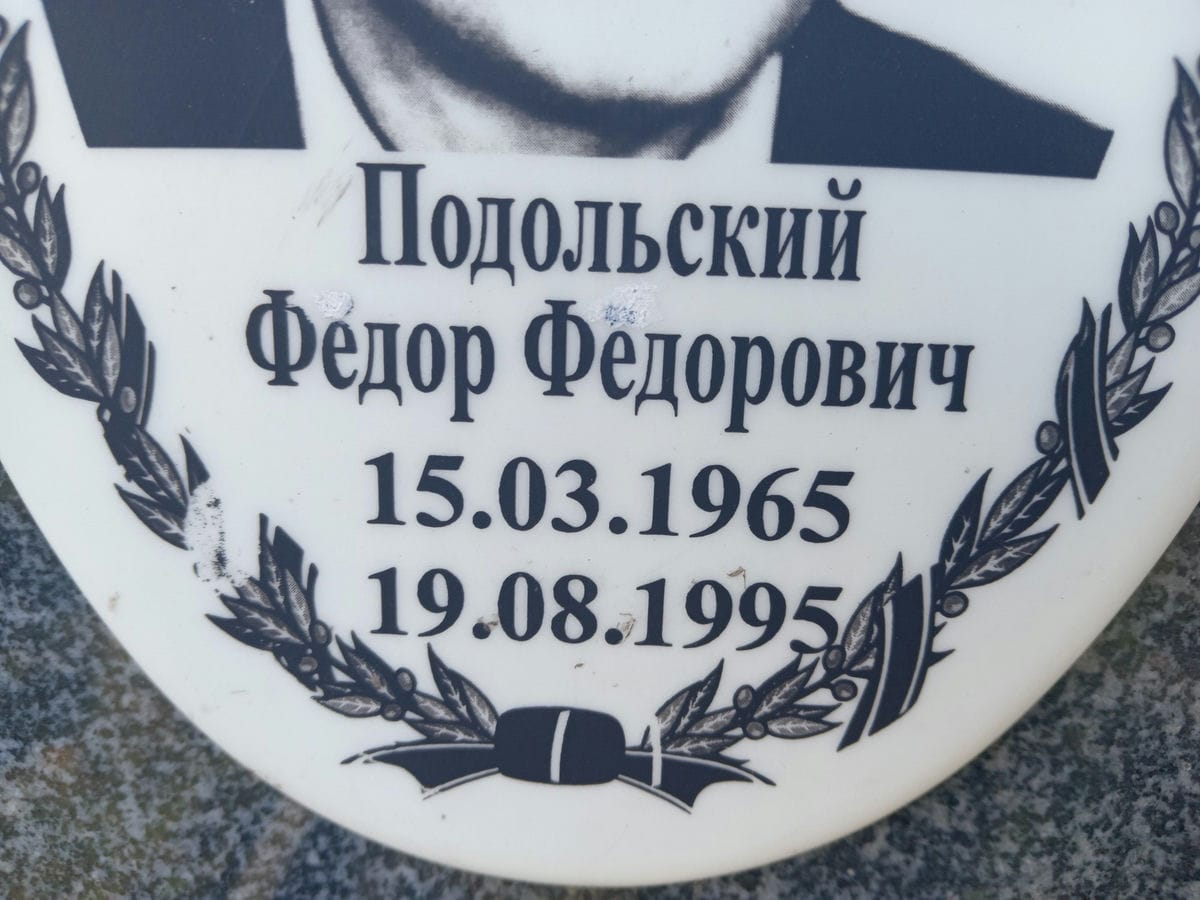 Подольский
Федор Федорович
15.03.1965
19.08.1995